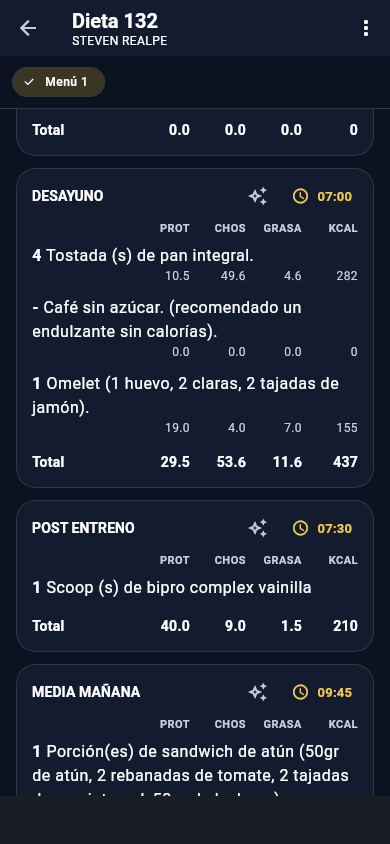 Dieta 132
STEVEN REALPE
Menú 1
Total 0.0 0.0 0.0 0
DESAYUNO 07:00
PROT CHOS GRASA KCAL
4 Tostada (s) de pan integral.
10.5 49.6 4.6 282
- Café sin azúcar. (recomendado un
endulzante sin calorías).
0.0 0.0 0.0 0
1 Omelet (1 huevo, 2 claras, 2 tajadas de
jamón).
19.0 4.0 7.0 155
Total 29.5 53.6 11.6 437
POST ENTRENO 07:30
PROT CHOS GRASA KCAL
1 Scoop (s) de bipro complex vainilla
Total 40.0 9.0 1.5 210
MEDIA MAÑANA 09:45
PROT CHOS GRASA KCAL
1 Porción(es) de sandwich de atún (50gr
de atún, 2 rebanadas de tomate, 2 tajadas